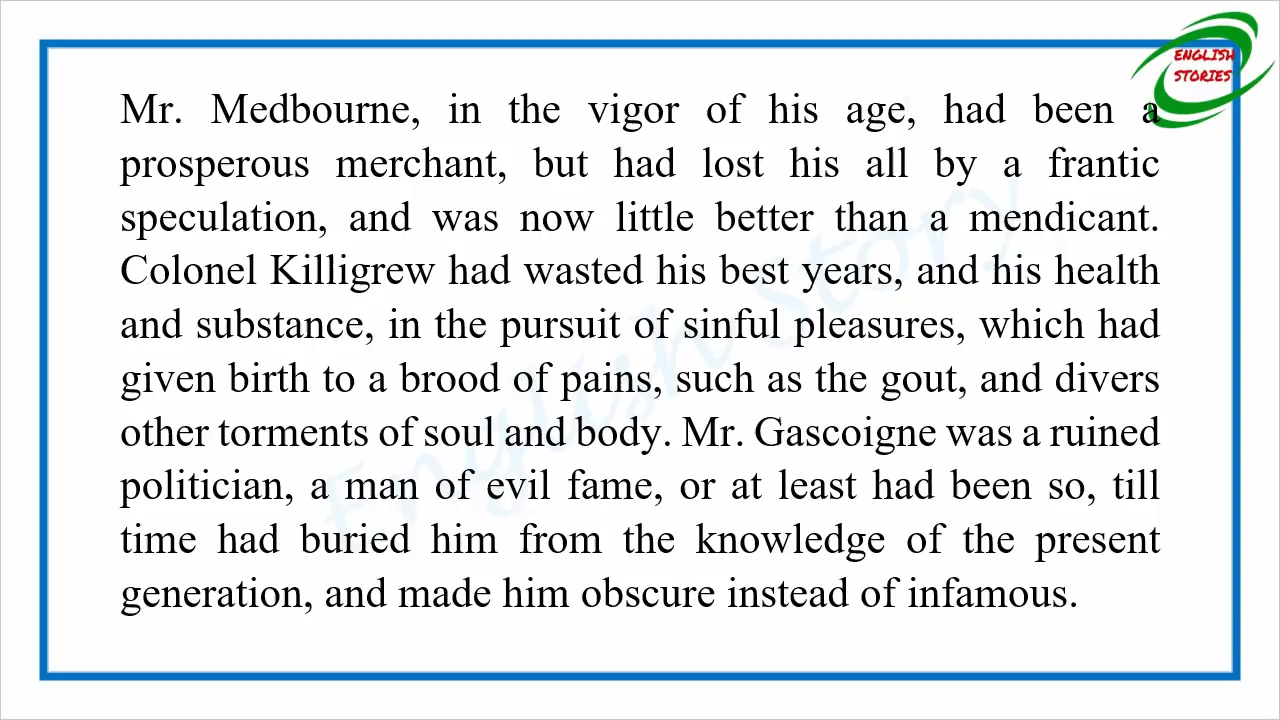 ENGLISH
STORIES
Mr. Medbourne, in the vigor of his age, had been a
prosperous merchant, but had lost his all by a frantic
speculation, and was now little better than a mendicant.
Colonel Killigrew had wasted his best years, and his health
and substance, in the pursuit of sinful pleasures, which had
given birth to a brood of pains, such as the gout, and divers
other torments of soul and body. Mr. Gascoigne was a ruined
politician, a man of evil fame, or at least had been so, till
time had buried him from the knowledge of the present
generation, and made him obscure instead of infamous.
English Story